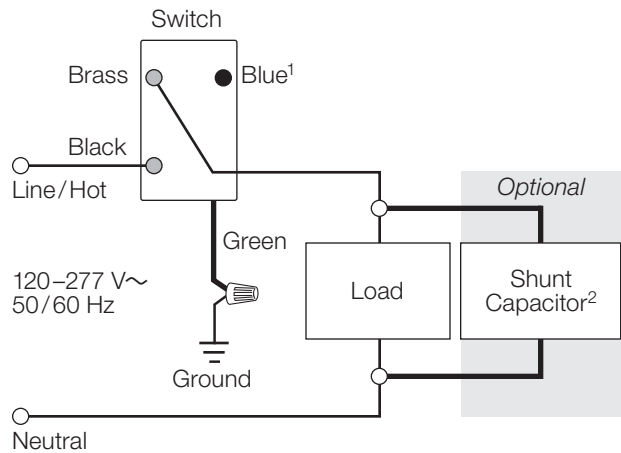 Switch
Brass
Blue¹
Black
Line/Hot
Optional
Green
120–277 V~
50/60 Hz
Load
Shunt
Capacitor²
Ground
Neutral